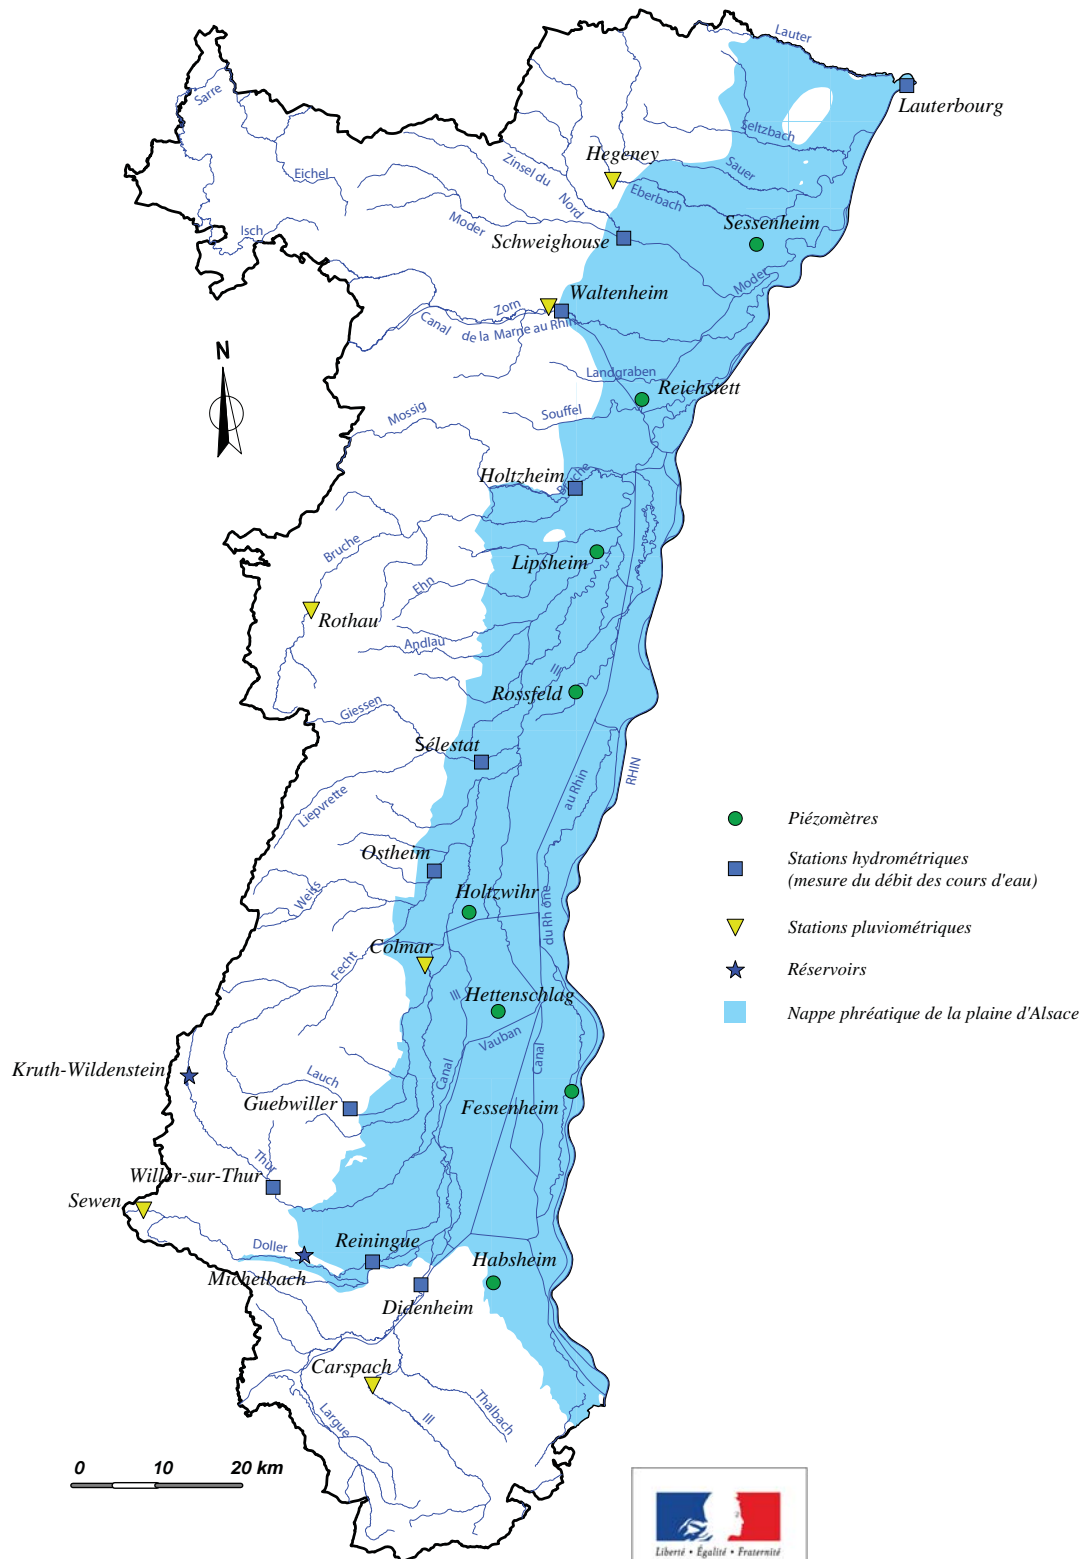 Lauter
Sarre
Lauterbourg
Seltzbach
Hegeney
Zinsel du
Nord
Sauer
Eichel
Eberbach
Moder
Sessenheim
Isch
Schweighouse
Moder
Waltenheim
Zorn
Canal
de la Marne au Rhin
N
Landgraben
Reichstett
Mossig
Souffel
Holtzheim
Bruche
Bruche
Lipsheim
Ehn
Rothau
Andlau
Ill
Rossfeld
Giessen
Sélestat
RHIN
au Rhin
Liepvrette
Piézomètres
Ostheim
Stations hydrométriques
(mesure du débit des cours d'eau)
Weiss
Holtzwihr
du Rhône
Stations pluviométriques
Colmar
Fecht
Réservoirs
Ill
Hettenschlag
Nappe phréatique de la plaine d'Alsace
Vauban
Canal
Canal
Kruth-Wildenstein
Lauch
Guebwiller
Fessenheim
Thur
Willer-sur-Thur
Sewen
Doller
Reiningue
Michelbach
Habsheim
Didenheim
Carspach
Largue
Ill
Thalbach
0 10 20 km
Liberté • Égalité • Fraternité